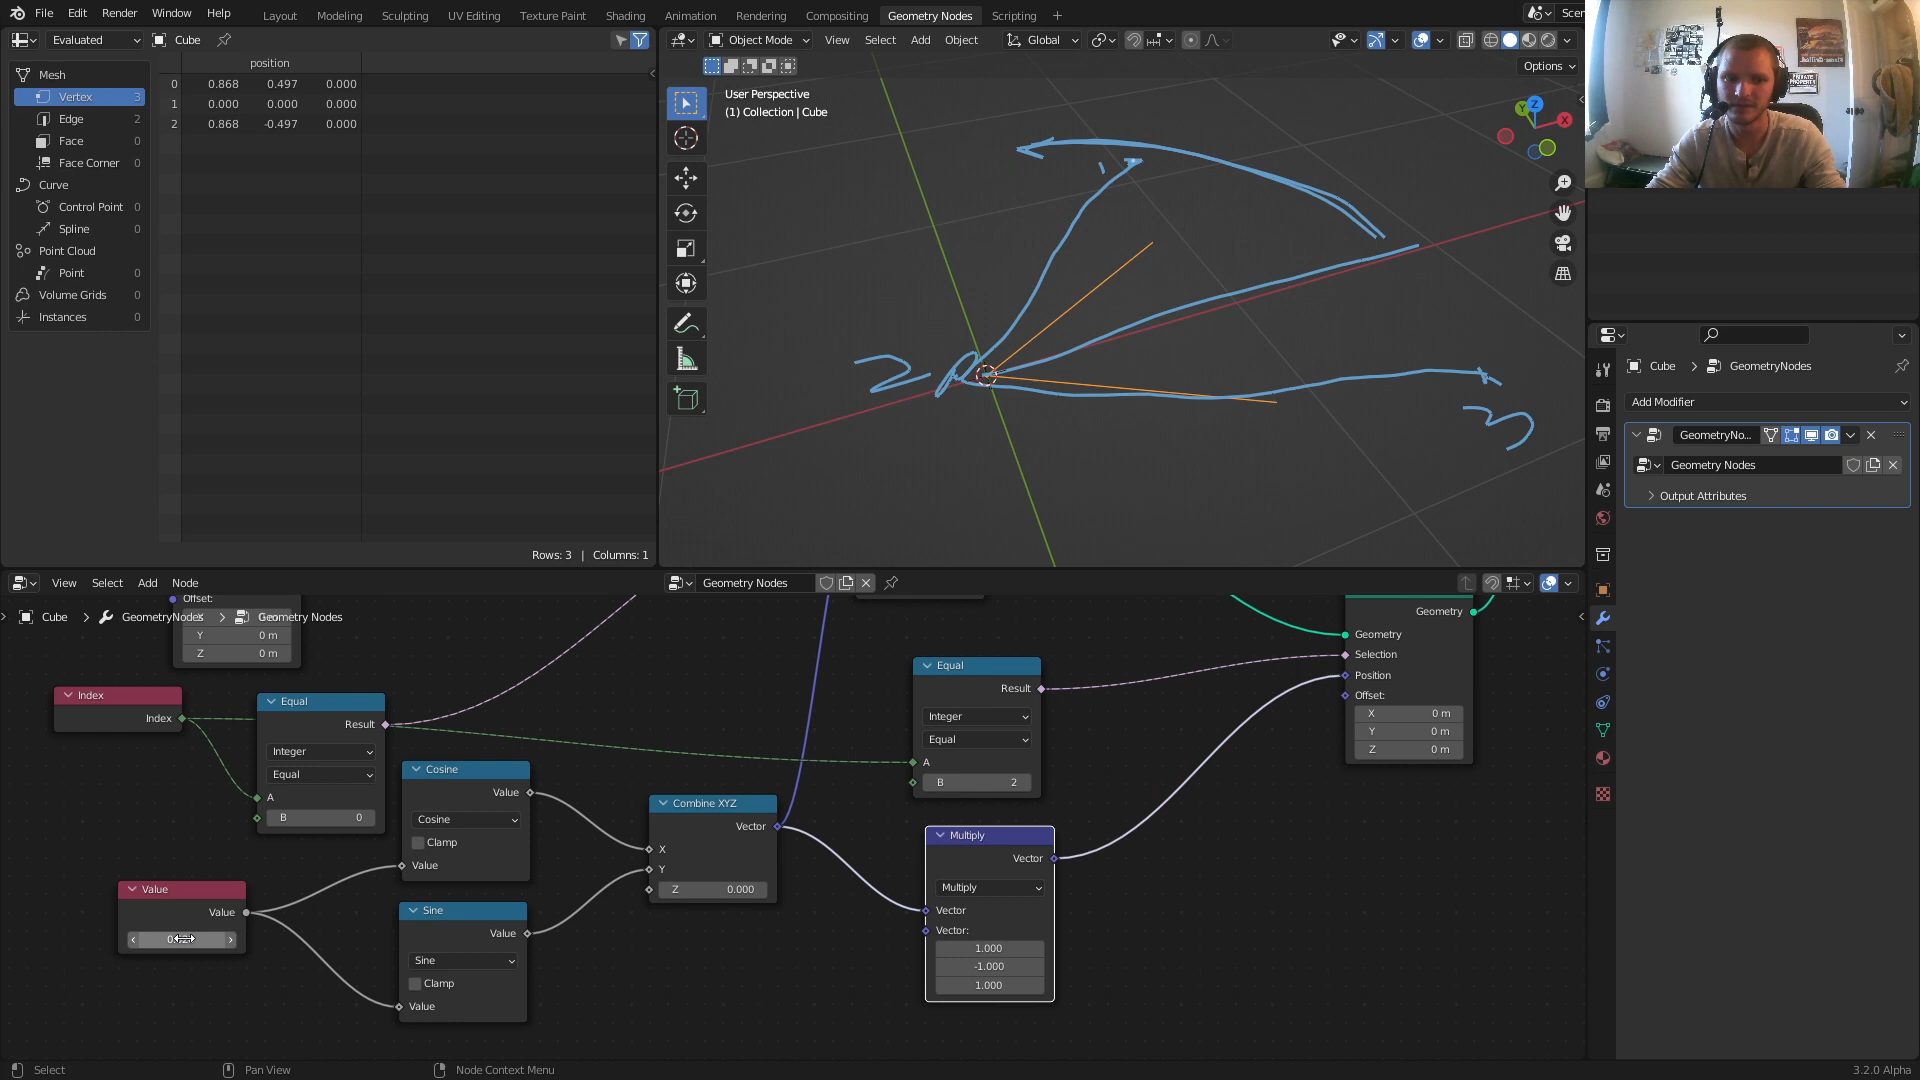 File Edit Render Window Help Layout Modeling Sculpting UV Editing Texture Paint Shading Animation Rendering Compositing Geometry Nodes Scripting + Scen
Evaluated Cube
Object Mode View Select Add Object Global
Options
position
Mesh
Vertex 3
Edge 2
Face 0
Face Corner 0
Curve
Control Point 0
Spline 0
Point Cloud
Point 0
Volume Grids 0
Instances 0
0 0.868 0.497 0.000
1 0.000 0.000 0.000
2 0.868 -0.497 0.000
Rows: 3 | Columns: 1
User Perspective
(1) Collection | Cube
Y Z X
2
3
PRIVATE
PROPERTY
Cube > GeometryNodes
Add Modifier
GeometryNo...
Geometry Nodes
Output Attributes
View Select Add Node
Geometry Nodes
Cube > GeometryNodes > Geometry Nodes
Offset:
Y 0 m
Z 0 m
Index
Index
Equal
Result
Integer
Equal
A
B 0
Cosine
Value
Cosine
Clamp
Value
Value
Value
Sine
Value
Sine
Clamp
Value
Combine XYZ
Vector
X
Y
Z 0.000
Equal
Result
Integer
Equal
A
B 2
Multiply
Vector
Multiply
Vector
Vector:
1.000
-1.000
1.000
Geometry
Geometry
Selection
Position
Offset:
X 0 m
Y 0 m
Z 0 m
Select Pan View Node Context Menu 3.2.0 Alpha